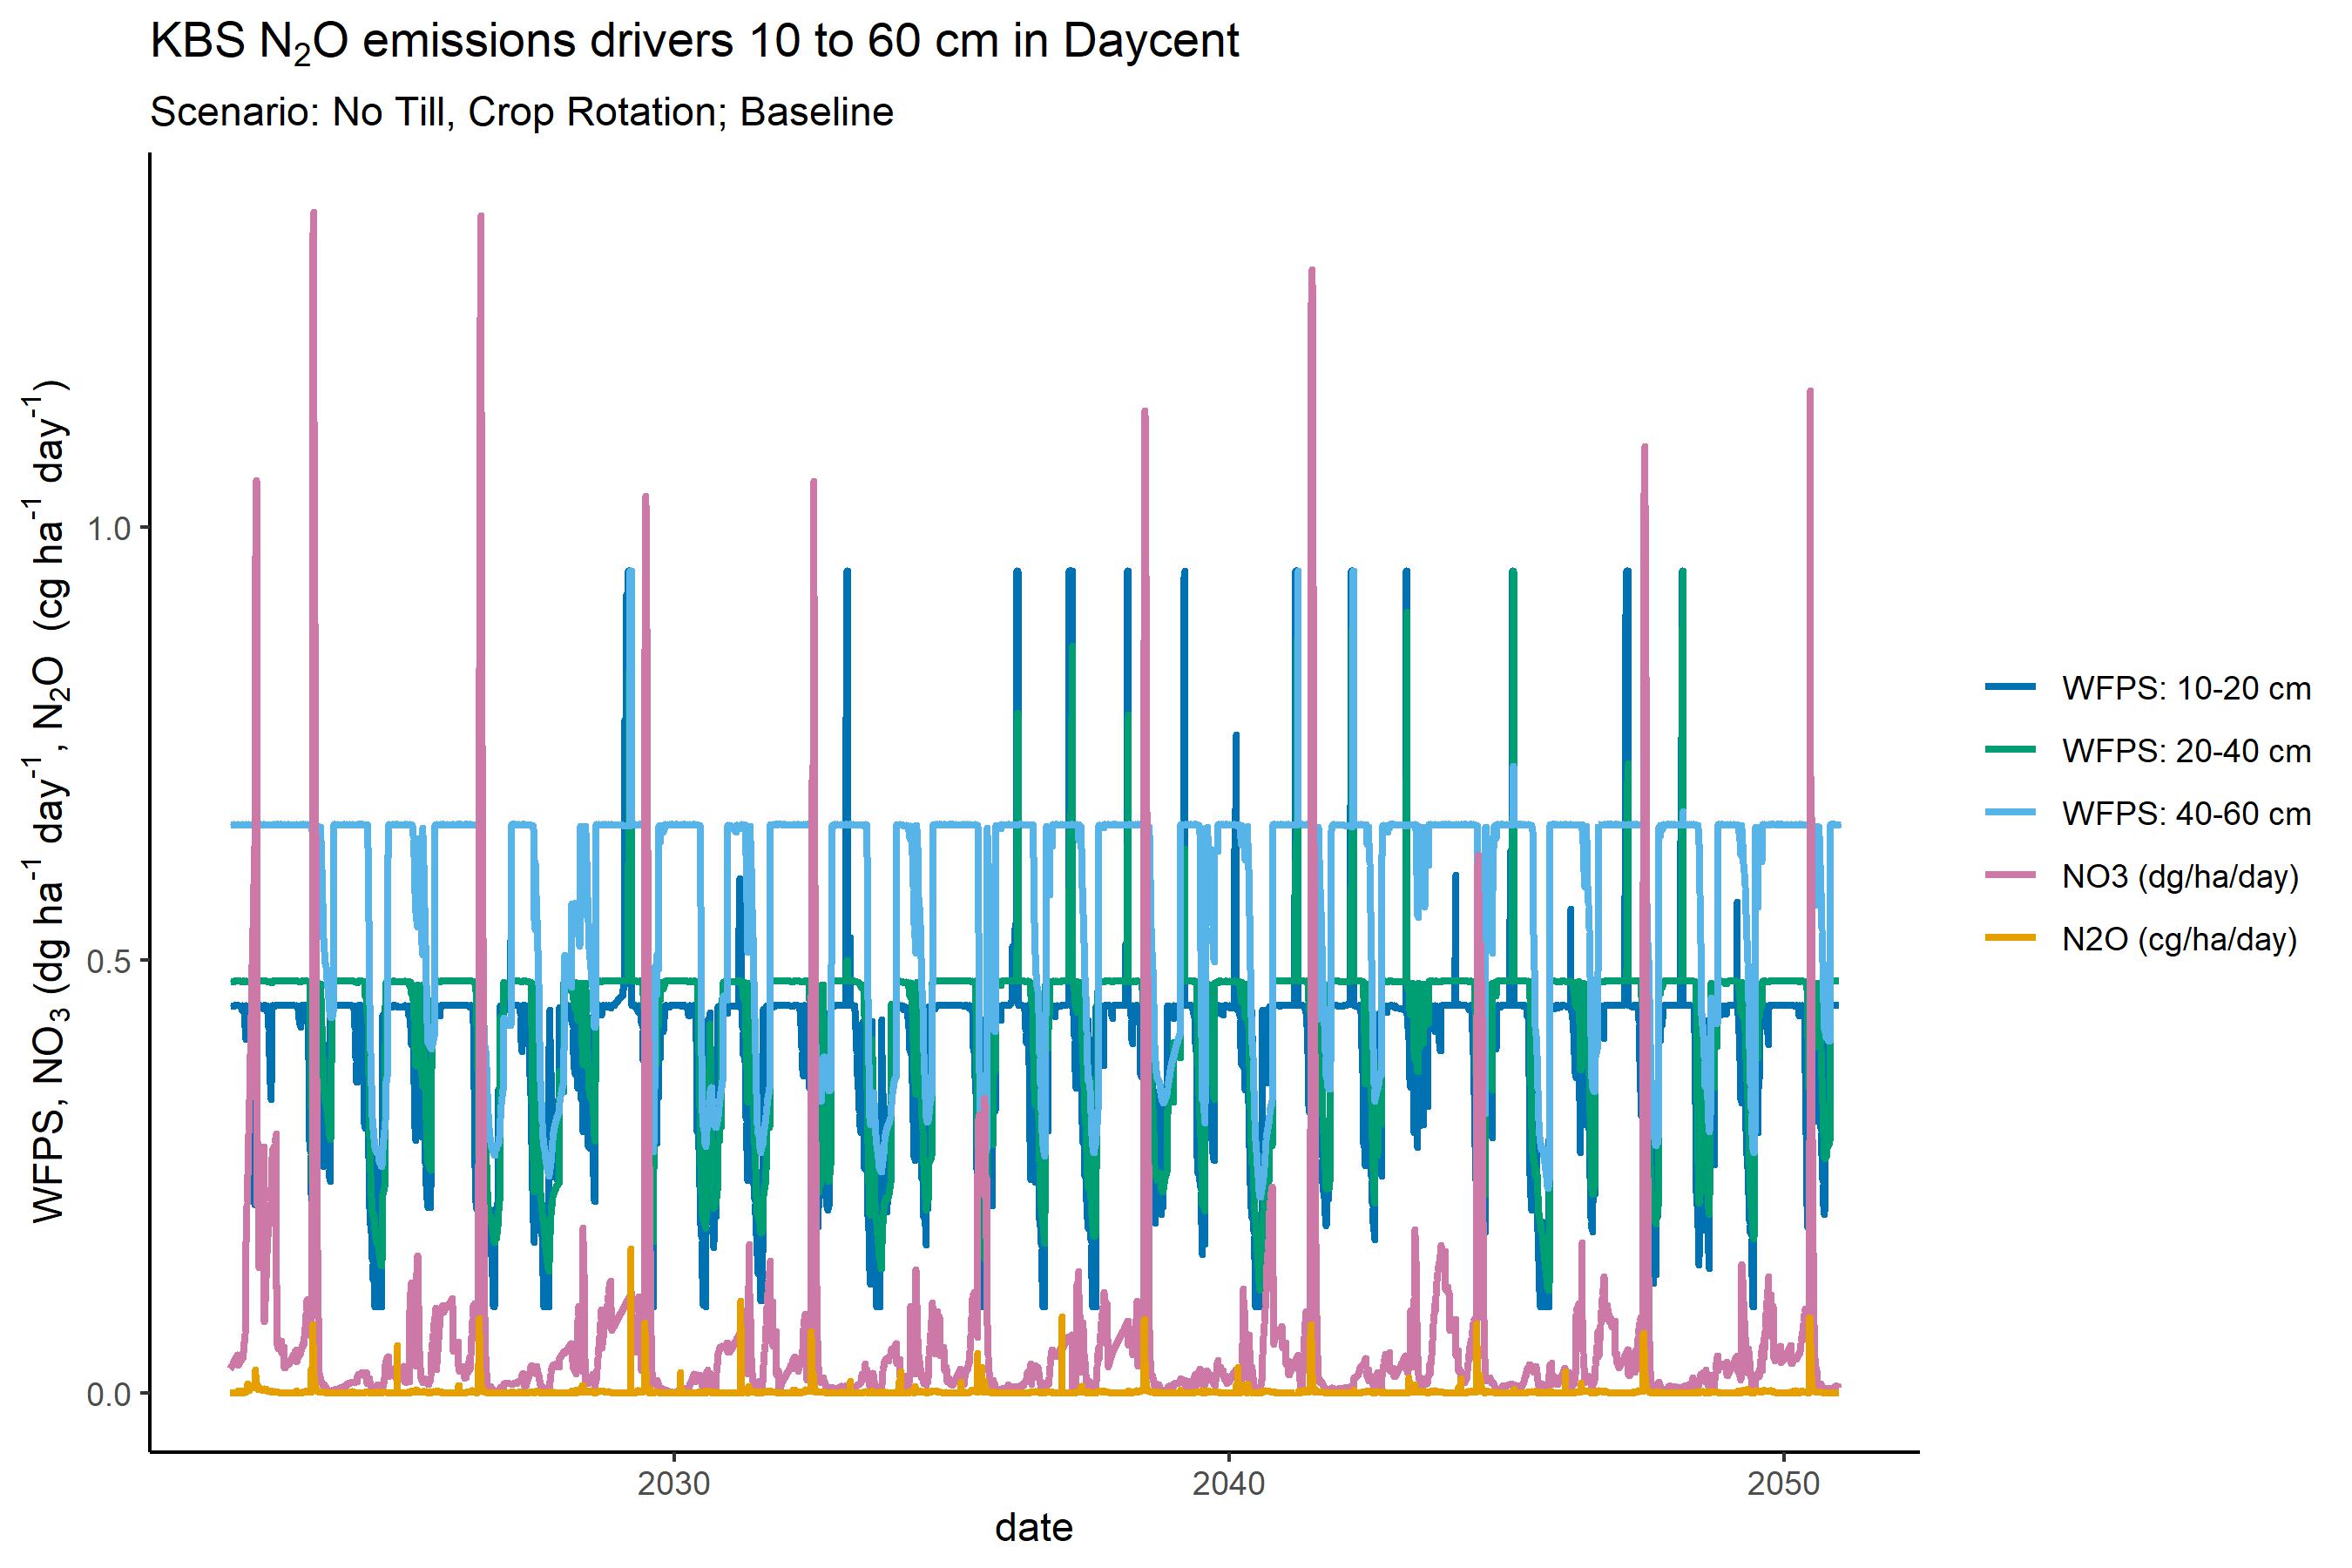 KBS N₂O emissions drivers 10 to 60 cm in Daycent
Scenario: No Till, Crop Rotation; Baseline
WFPS, NO₃ (dg ha⁻¹ day⁻¹, N₂O (cg ha⁻¹ day⁻¹)
1.0
0.5
0.0
2030 2040 2050
date
WFPS: 10-20 cm
WFPS: 20-40 cm
WFPS: 40-60 cm
NO3 (dg/ha/day)
N2O (cg/ha/day)